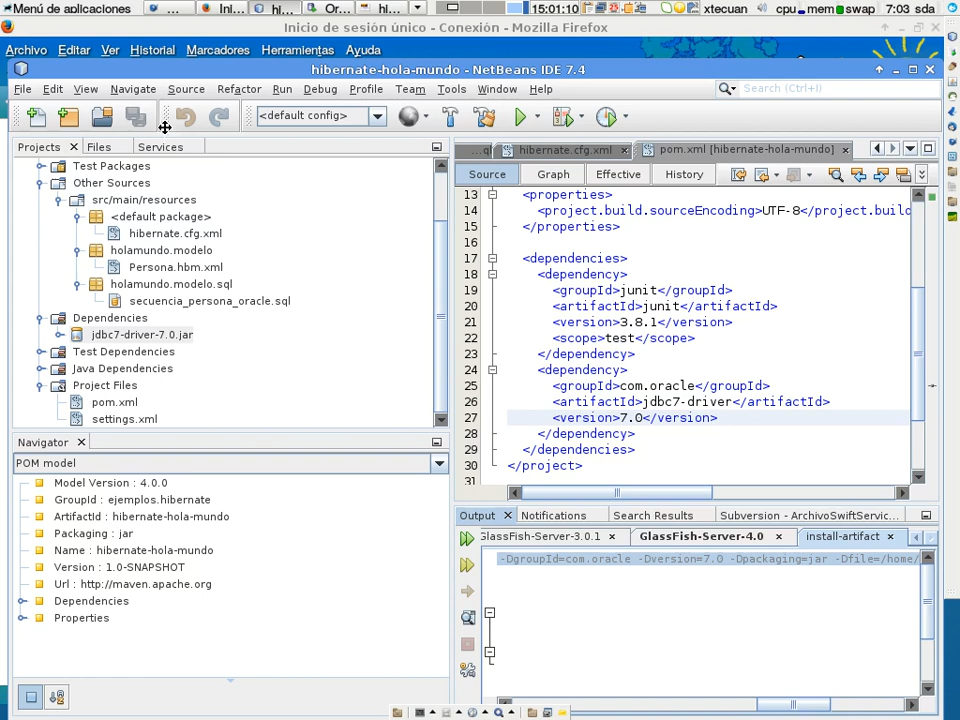 Menú de aplicaciones ... Ini... hi... Or... hi... 15:01:10 xtecuan cpu mem swap 7:03 sda
Inicio de sesión único - Conexión - Mozilla Firefox
Archivo Editar Ver Historial Marcadores Herramientas Ayuda
hibernate-hola-mundo - NetBeans IDE 7.4
File Edit View Navigate Source Refactor Run Debug Profile Team Tools Window Help
Search (Ctrl+I)
<default config>
Projects Files Services
Test Packages
Other Sources
src/main/resources
<default package>
hibernate.cfg.xml
holamundo.modelo
Persona.hbm.xml
holamundo.modelo.sql
secuencia_persona_oracle.sql
Dependencies
jdbc7-driver-7.0.jar
Test Dependencies
Java Dependencies
Project Files
pom.xml
settings.xml
Navigator
POM model
Model Version : 4.0.0
GroupId : ejemplos.hibernate
ArtifactId : hibernate-hola-mundo
Packaging : jar
Name : hibernate-hola-mundo
Version : 1.0-SNAPSHOT
Url : http://maven.apache.org
Dependencies
Properties
...q hibernate.cfg.xml pom.xml [hibernate-hola-mundo]
Source Graph Effective History
13 <properties>
14 <project.build.sourceEncoding>UTF-8</project.build
15 </properties>
16
17 <dependencies>
18 <dependency>
19 <groupId>junit</groupId>
20 <artifactId>junit</artifactId>
21 <version>3.8.1</version>
22 <scope>test</scope>
23 </dependency>
24 <dependency>
25 <groupId>com.oracle</groupId>
26 <artifactId>jdbc7-driver</artifactId>
27 <version>7.0</version>
28 </dependency>
29 </dependencies>
30 </project>
31
Output Notifications Search Results Subversion - ArchivoSwiftServic...
GlassFish-Server-3.0.1 GlassFish-Server-4.0 install-artifact
-DgroupId=com.oracle -Dversion=7.0 -Dpackaging=jar -Dfile=/home/